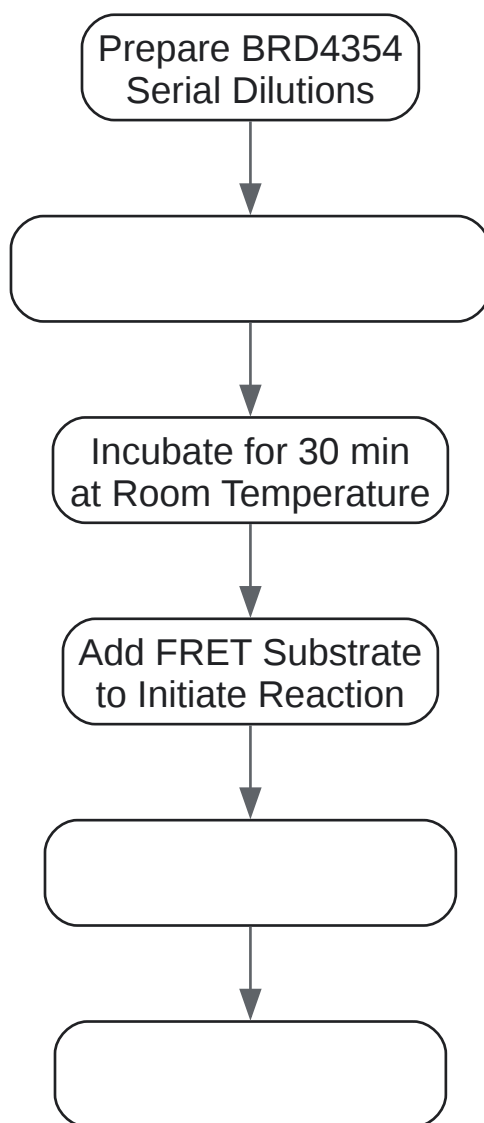 Prepare BRD4354
Serial Dilutions
Incubate for 30 min
at Room Temperature
Add FRET Substrate
to Initiate Reaction